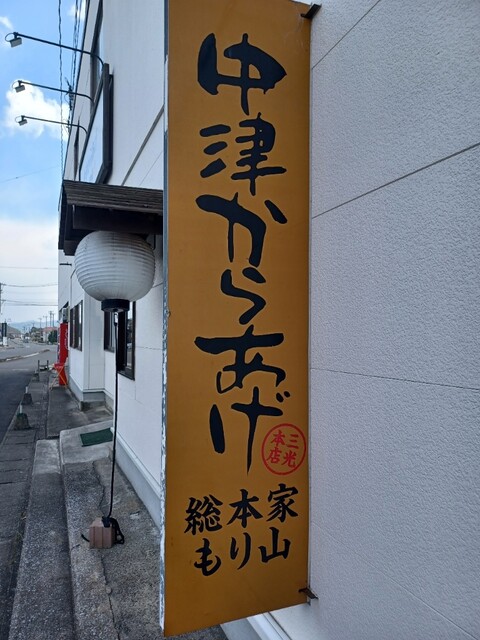 中津からあげ
三光
本店
総本家
もり山